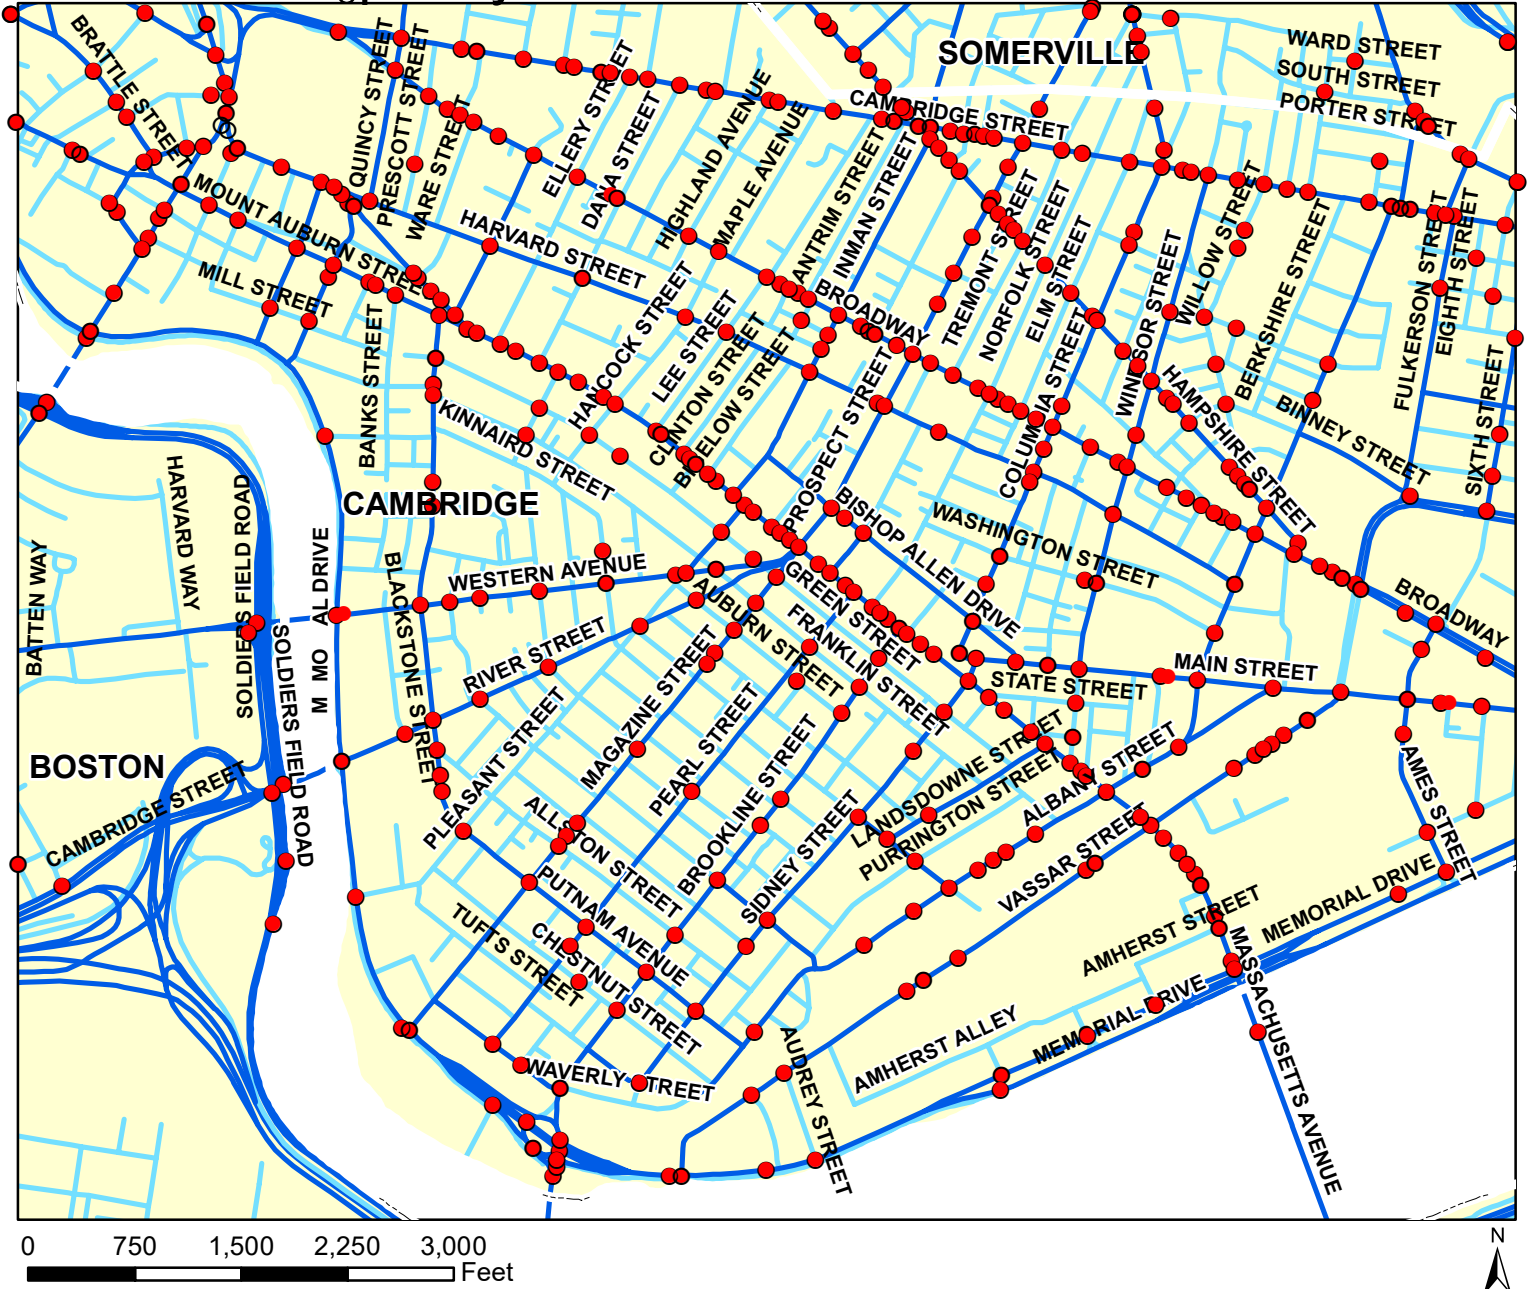 SOMERVILLE
WARD STREET
SOUTH STREET
PORTER STREET
BRATTLE STREET
QUINCY STREET
PRESCOTT STREET
WARE STREET
ELLERY STREET
DANA STREET
HIGHLAND AVENUE
MAPLE AVENUE
CAMBRIDGE STREET
ANTRIM STREET
INMAN STREET
MOUNT AUBURN STREET
HARVARD STREET
MILL STREET
TREMONT STREET
NORFOLK STREET
ELM STREET
WINDSOR STREET
WILLOW STREET
BERKSHIRE STREET
FULKERSON STREET
EIGHTH STREET
BROADWAY
HANCOCK STREET
LEE STREET
CLINTON STREET
BIGELOW STREET
BANKS STREET
KINNAIRD STREET
PROSPECT STREET
COLUMBIA STREET
HAMPSHIRE STREET
BINNEY STREET
SIXTH STREET
CAMBRIDGE
HARVARD WAY
SOLDIERS FIELD ROAD
BATTEN WAY
M MO AL DRIVE
BLACKSTONE STREET
WESTERN AVENUE
BISHOP ALLEN DRIVE
WASHINGTON STREET
GREEN STREET
AUBURN STREET
FRANKLIN STREET
BROADWAY
RIVER STREET
MAIN STREET
STATE STREET
SOLDIERS FIELD ROAD
BOSTON
CAMBRIDGE STREET
PLEASANT STREET
MAGAZINE STREET
PEARL STREET
BROOKLINE STREET
SIDNEY STREET
LANDSDOWNE STREET
PURRINGTON STREET
ALBANY STREET
VASSAR STREET
AMES STREET
ALLSTON STREET
PUTNAM AVENUE
TUFTS STREET
CHESTNUT STREET
AMHERST STREET
MEMORIAL DRIVE
MASSACHUSETTS AVENUE
MEMORIAL DRIVE
AMHERST ALLEY
WAVERLY STREET
AUDREY STREET
0 750 1,500 2,250 3,000
Feet
N